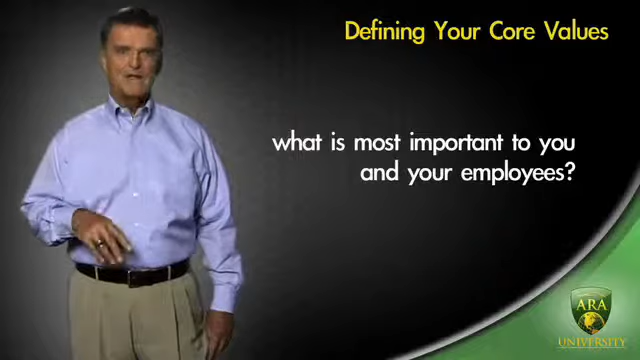 Defining Your Core Values
what is most important to you
and your employees?
ARA
UNIVERSITY